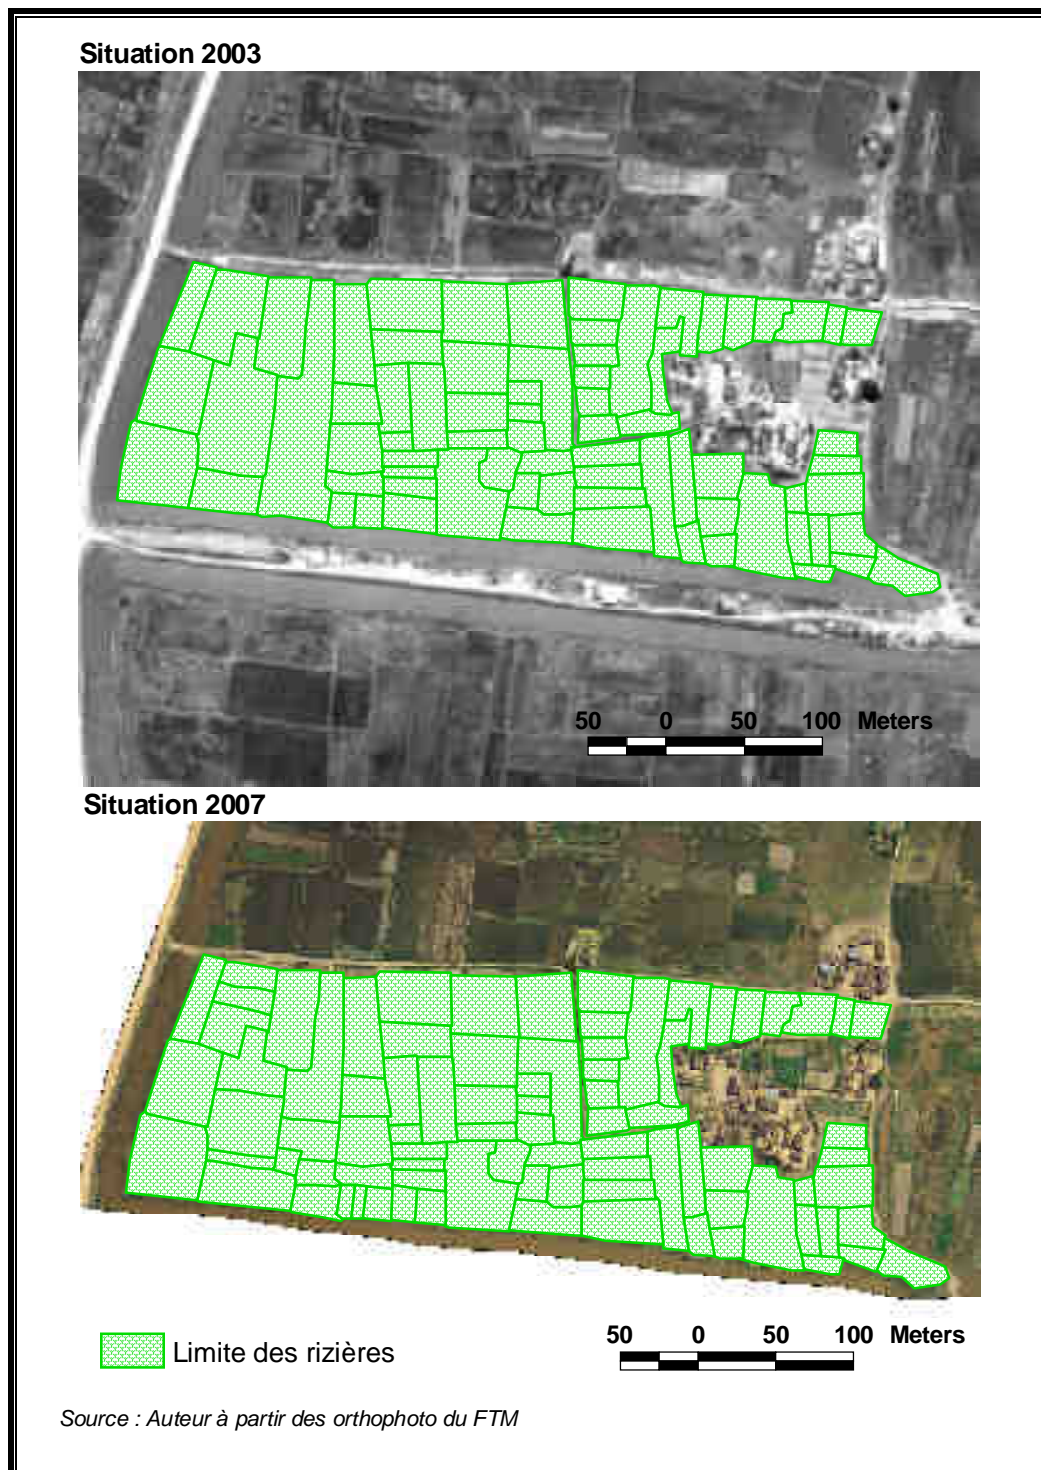 Situation 2003
50 0 50 100 Meters
Situation 2007
50 0 50 100 Meters
Limite des rizières
Source : Auteur à partir des orthophoto du FTM